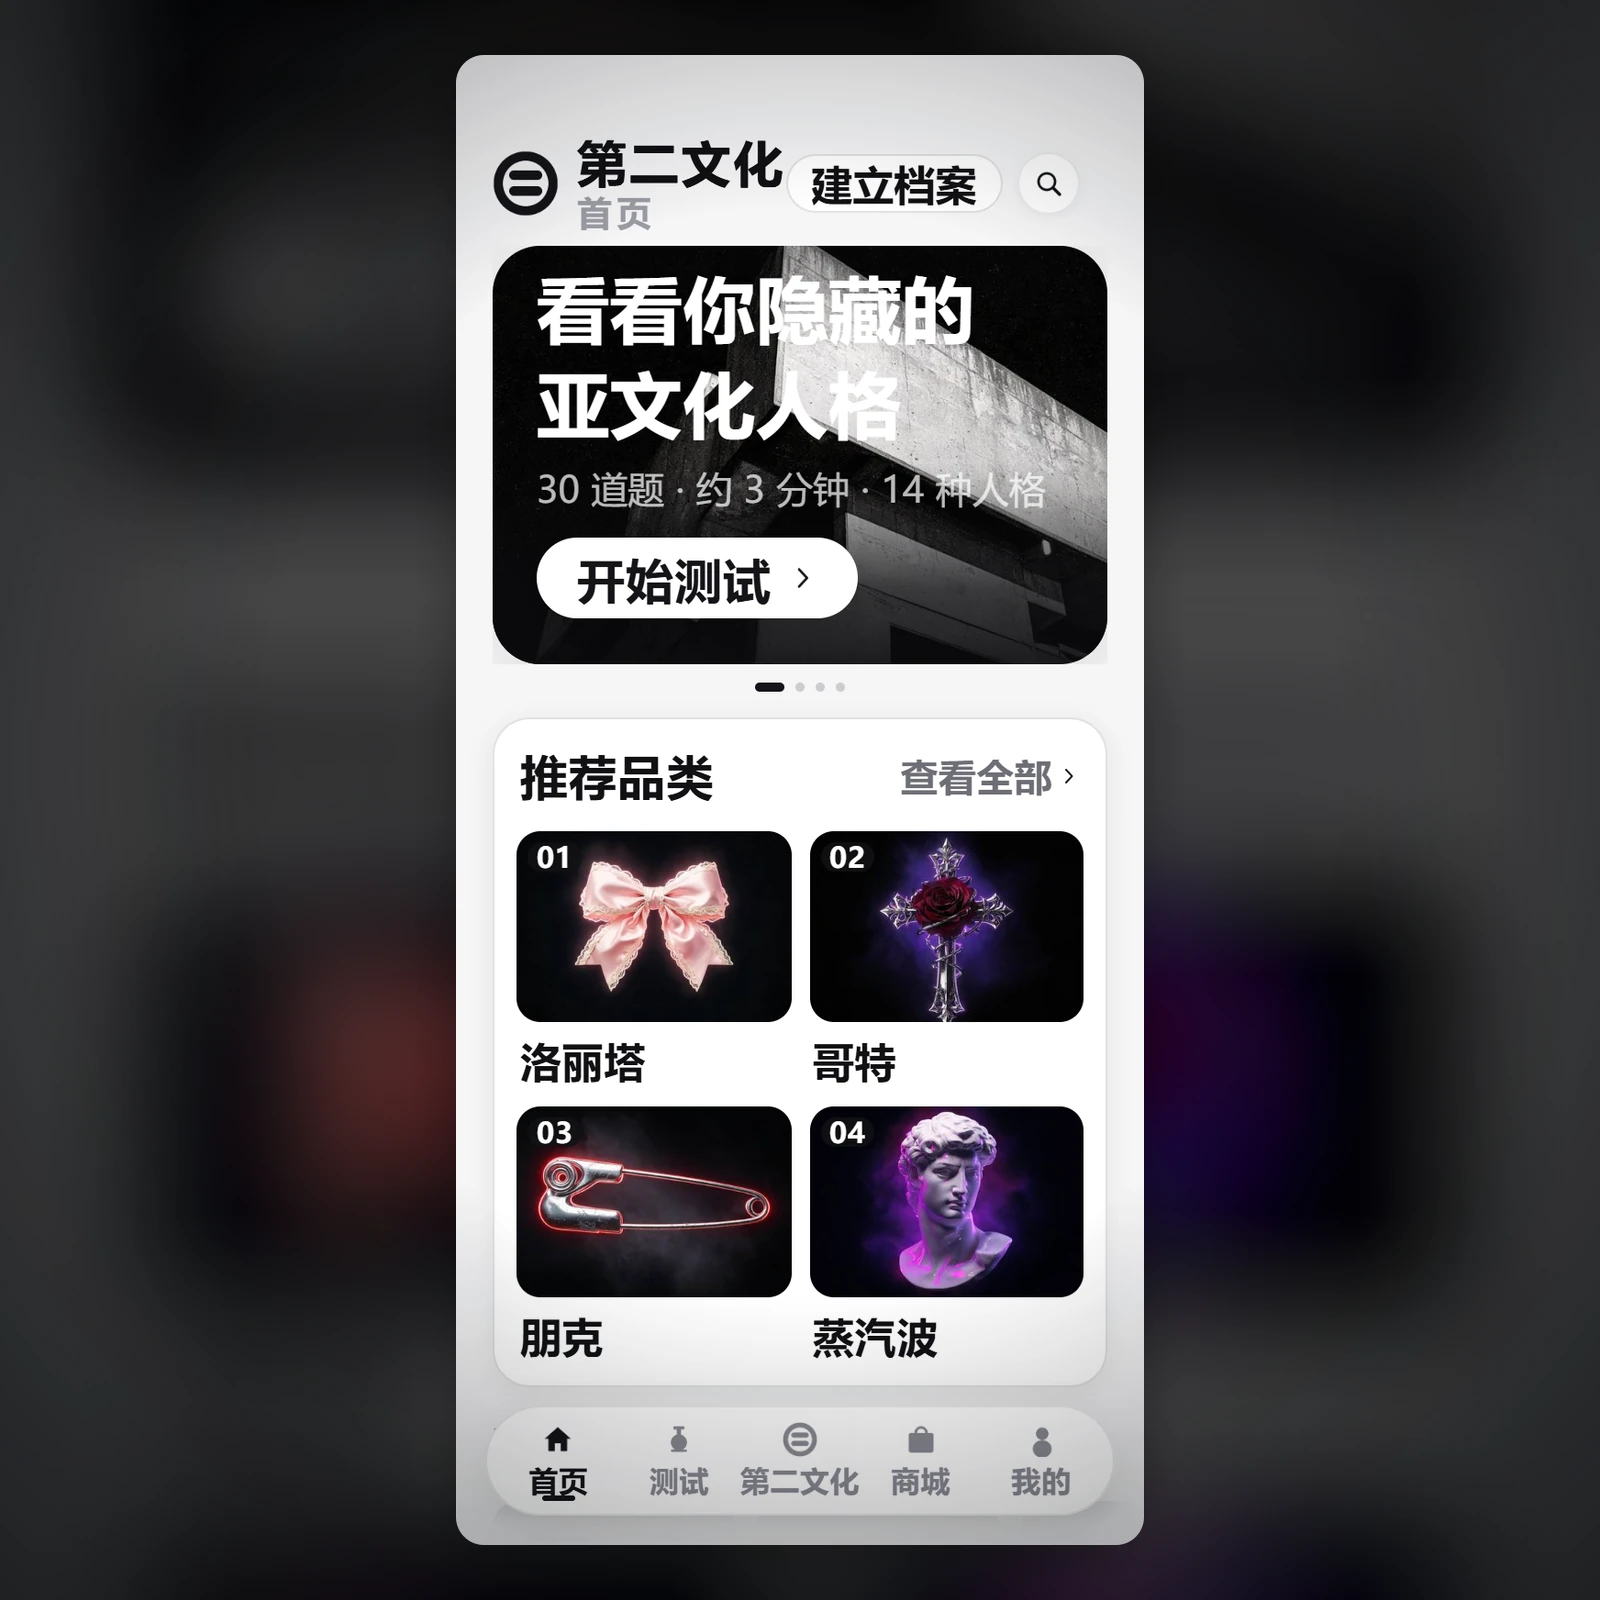 第二文化
首页
建立档案
看看你隐藏的
亚文化人格
30 道题 · 约 3 分钟 · 14 种人格
开始测试
推荐品类
查看全部
01
02
洛丽塔
哥特
03
04
朋克
蒸汽波
首页
测试
第二文化
商城
我的